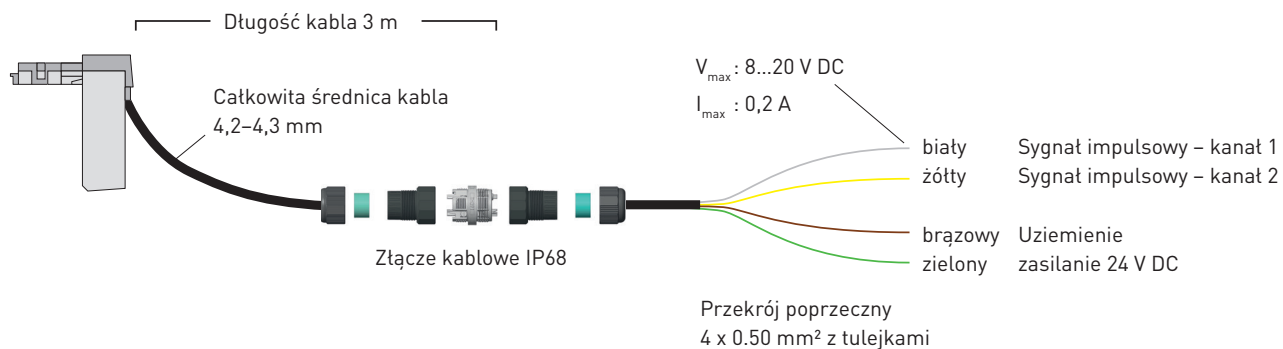 Długość kabla 3 m
Całkowita średnica kabla
4,2–4,3 mm
Złącze kablowe IP68
Vmax: 8...20 V DC
Imax : 0,2 A
biały Sygnał impulsowy – kanał 1
żółty Sygnał impulsowy – kanał 2
brązowy Uziemienie
zielony zasilanie 24 V DC
Przekrój poprzeczny
4 x 0.50 mm² z tulejkami